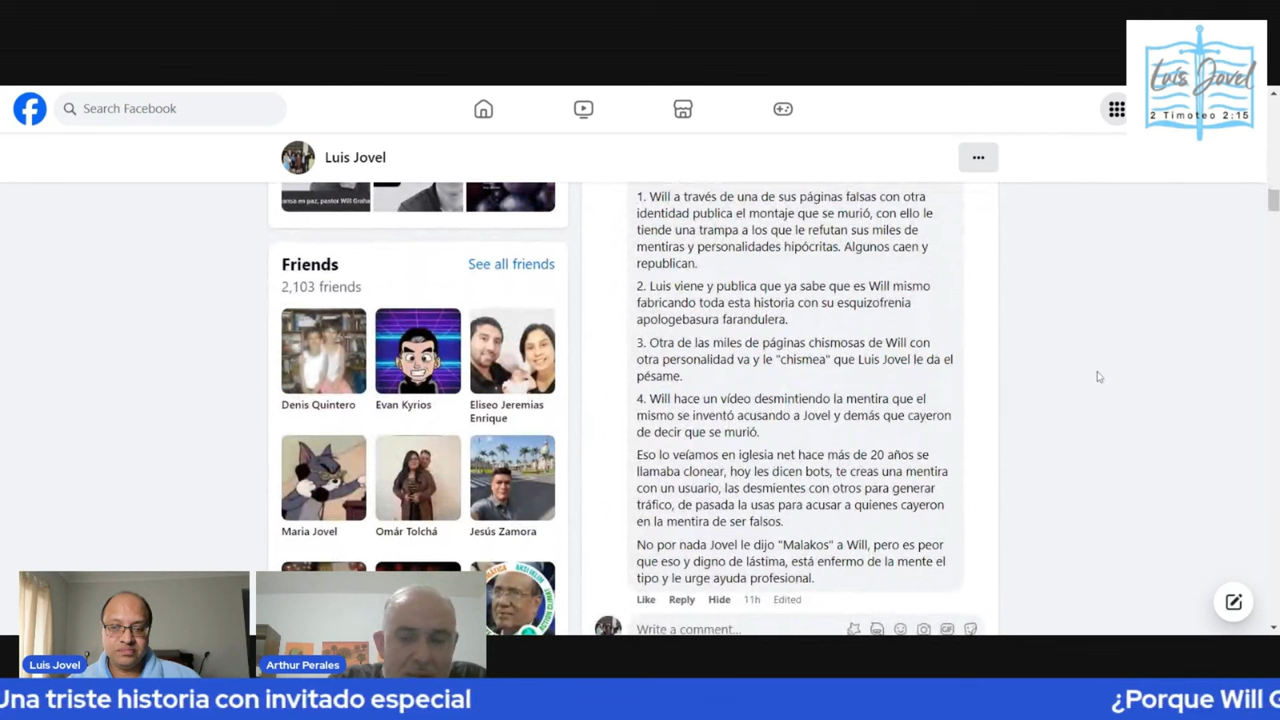 Luis Jovel
2 Timoteo 2:15
Search Facebook
Luis Jovel
...
ansa en paz, pastor Will Graha
Friends
See all friends
2,103 friends
Denis Quintero
Evan Kyrios
Eliseo Jeremias
Enrique
Maria Jovel
Omár Tolchá
Jesús Zamora
1. Will a través de una de sus páginas falsas con otra
identidad publica el montaje que se murió, con ello le
tiende una trampa a los que le refutan sus miles de
mentiras y personalidades hipócritas. Algunos caen y
republican.
2. Luis viene y publica que ya sabe que es Will mismo
fabricando toda esta historia con su esquizofrenia
apologebasura farandulera.
3. Otra de las miles de páginas chismosas de Will con
otra personalidad va y le "chismea" que Luis Jovel le da el
pésame.
4. Will hace un vídeo desmintiendo la mentira que el
mismo se inventó acusando a Jovel y demás que cayeron
de decir que se murió.
Eso lo veíamos en iglesia net hace más de 20 años se
llamaba clonear, hoy les dicen bots, te creas una mentira
con un usuario, las desmientes con otros para generar
tráfico, de pasada la usas para acusar a quienes cayeron
en la mentira de ser falsos.
No por nada Jovel le dijo "Malakos" a Will, pero es peor
que eso y digno de lástima, está enfermo de la mente el
tipo y le urge ayuda profesional.
Like Reply Hide 11h Edited
Write a comment...
GIF
Luis Jovel
Arthur Perales
Una triste historia con invitado especial
¿Porque Will G